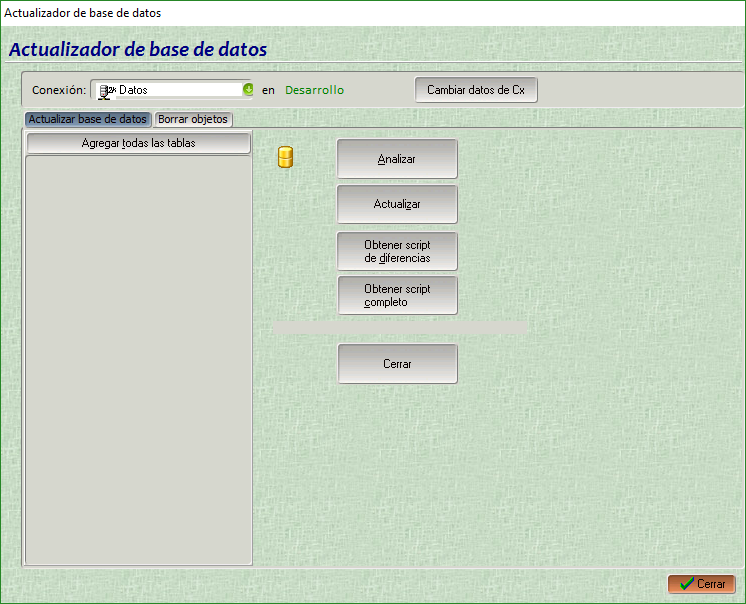 Actualizador de base de datos
Actualizador de base de datos
Conexión: Datos en Desarrollo Cambiar datos de Cx
Actualizar base de datos Borrar objetos
Agregar todas las tablas
Analizar
Actualizar
Obtener script
de diferencias
Obtener script
completo
Cerrar
Cerrar